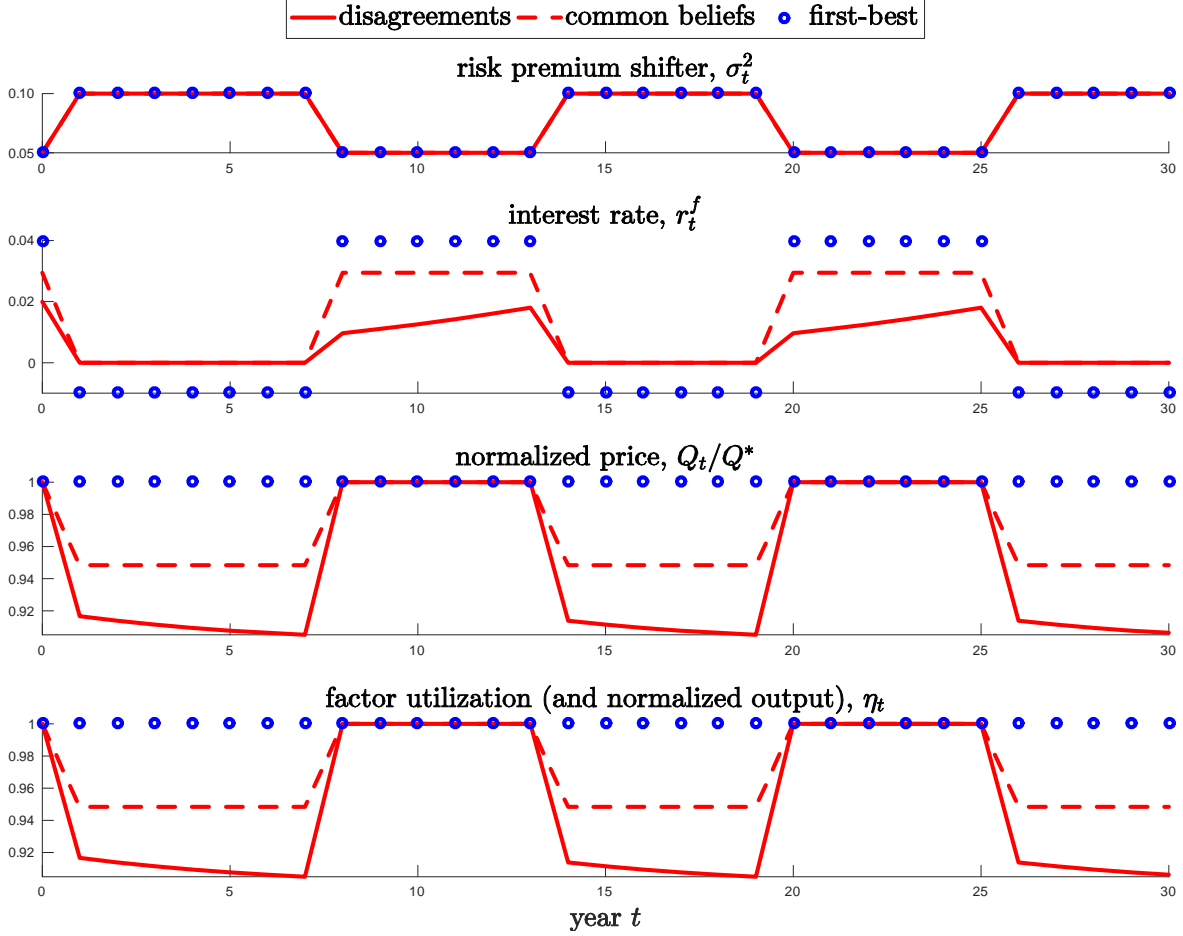 disagreements common beliefs first-best
risk premium shifter, σ_t^2
0.10
0.05
0 5 10 15 20 25 30
interest rate, r_t^f
0.04
0.02
0
0 5 10 15 20 25 30
normalized price, Q_t/Q*
1
0.98
0.96
0.94
0.92
0 5 10 15 20 25 30
factor utilization (and normalized output), η_t
1
0.98
0.96
0.94
0.92
0 5 10 15 20 25 30
year t